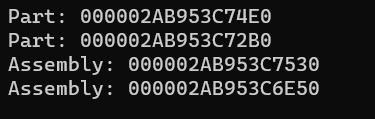 Part: 000002AB953C74E0
Part: 000002AB953C72B0
Assembly: 000002AB953C7530
Assembly: 000002AB953C6E50